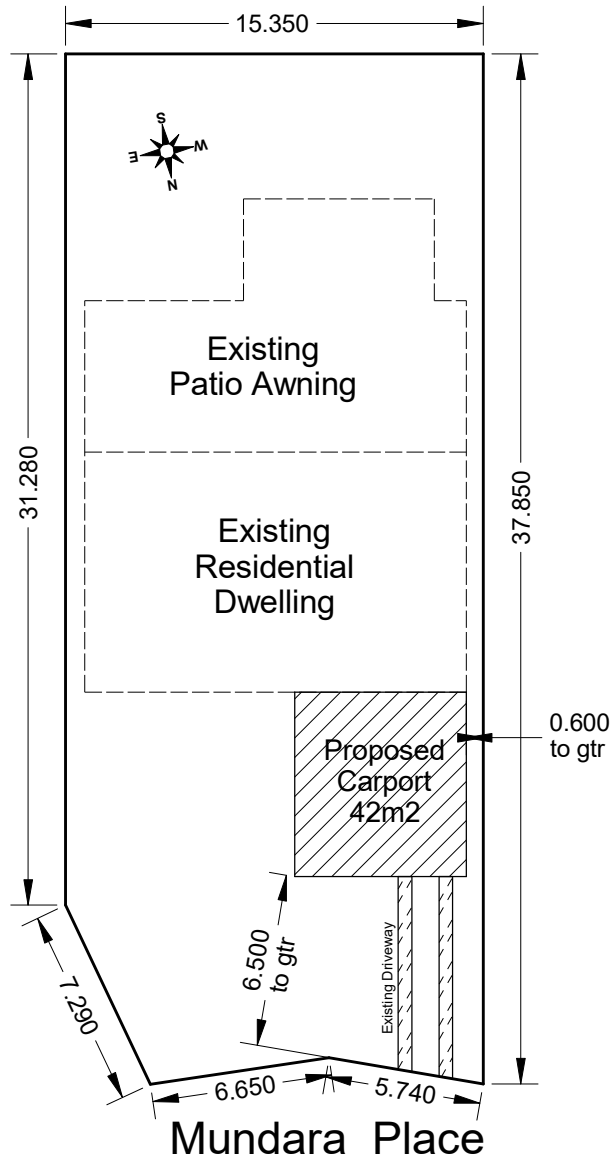 15.350
S
W
E
N
Existing
Patio Awning
31.280
37.850
Existing
Residential
Dwelling
0.600
to gtr
Proposed
Carport
42m2
6.500
to gtr
Existing Driveway
7.290
6.650
5.740
Mundara Place